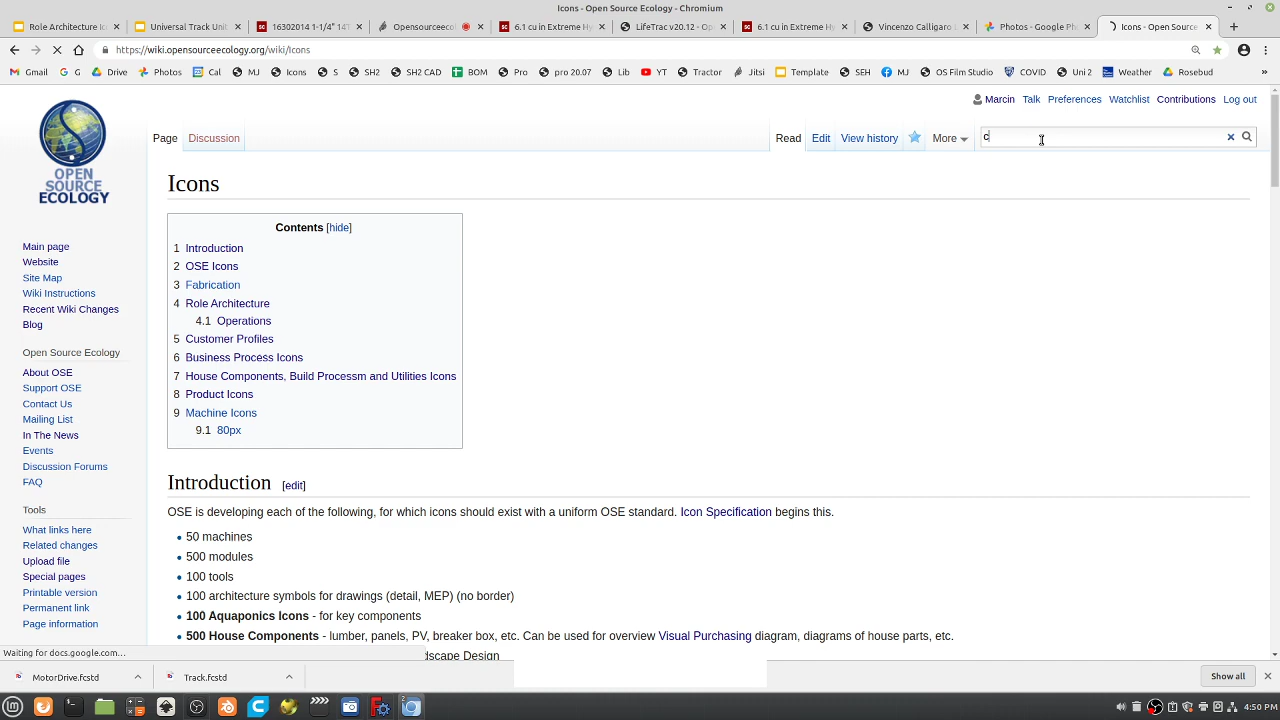 Icons - Open Source Ecology - Chromium
Role Architecture Ic
Universal Track Unit
16302014 1-1/4" 14T
Opensourceecol
6.1 cu in Extreme Hy
LifeTrac v20.12 - Op
6.1 cu in Extreme Hy
Vincenzo Calligaro
Photos - Google Pho
Icons - Open Source
https://wiki.opensourceecology.org/wiki/Icons
Gmail G Drive Photos Cal MJ Icons S SH2 SH2 CAD BOM Pro pro 20.07 Lib YT Tractor Jitsi Template SEH MJ OS Film Studio COVID Uni 2 Weather Rosebud »
Marcin Talk Preferences Watchlist Contributions Log out
Page Discussion Read Edit View history More c
OPEN
SOURCE
ECOLOGY
Main page
Website
Site Map
Wiki Instructions
Recent Wiki Changes
Blog
Open Source Ecology
About OSE
Support OSE
Contact Us
Mailing List
In The News
Events
Discussion Forums
FAQ
Tools
What links here
Related changes
Upload file
Special pages
Printable version
Permanent link
Page information
Icons
Contents [hide]
1 Introduction
2 OSE Icons
3 Fabrication
4 Role Architecture
4.1 Operations
5 Customer Profiles
6 Business Process Icons
7 House Components, Build Processm and Utilities Icons
8 Product Icons
9 Machine Icons
9.1 80px
Introduction [edit]
OSE is developing each of the following, for which icons should exist with a uniform OSE standard. Icon Specification begins this.
• 50 machines
• 500 modules
• 100 tools
• 100 architecture symbols for drawings (detail, MEP) (no border)
• 100 Aquaponics Icons - for key components
• 500 House Components - lumber, panels, PV, breaker box, etc. Can be used for overview Visual Purchasing diagram, diagrams of house parts, etc.
dscape Design
Waiting for docs.google.com…
MotorDrive.fcstd
Track.fcstd
Show all
2
4:50 PM